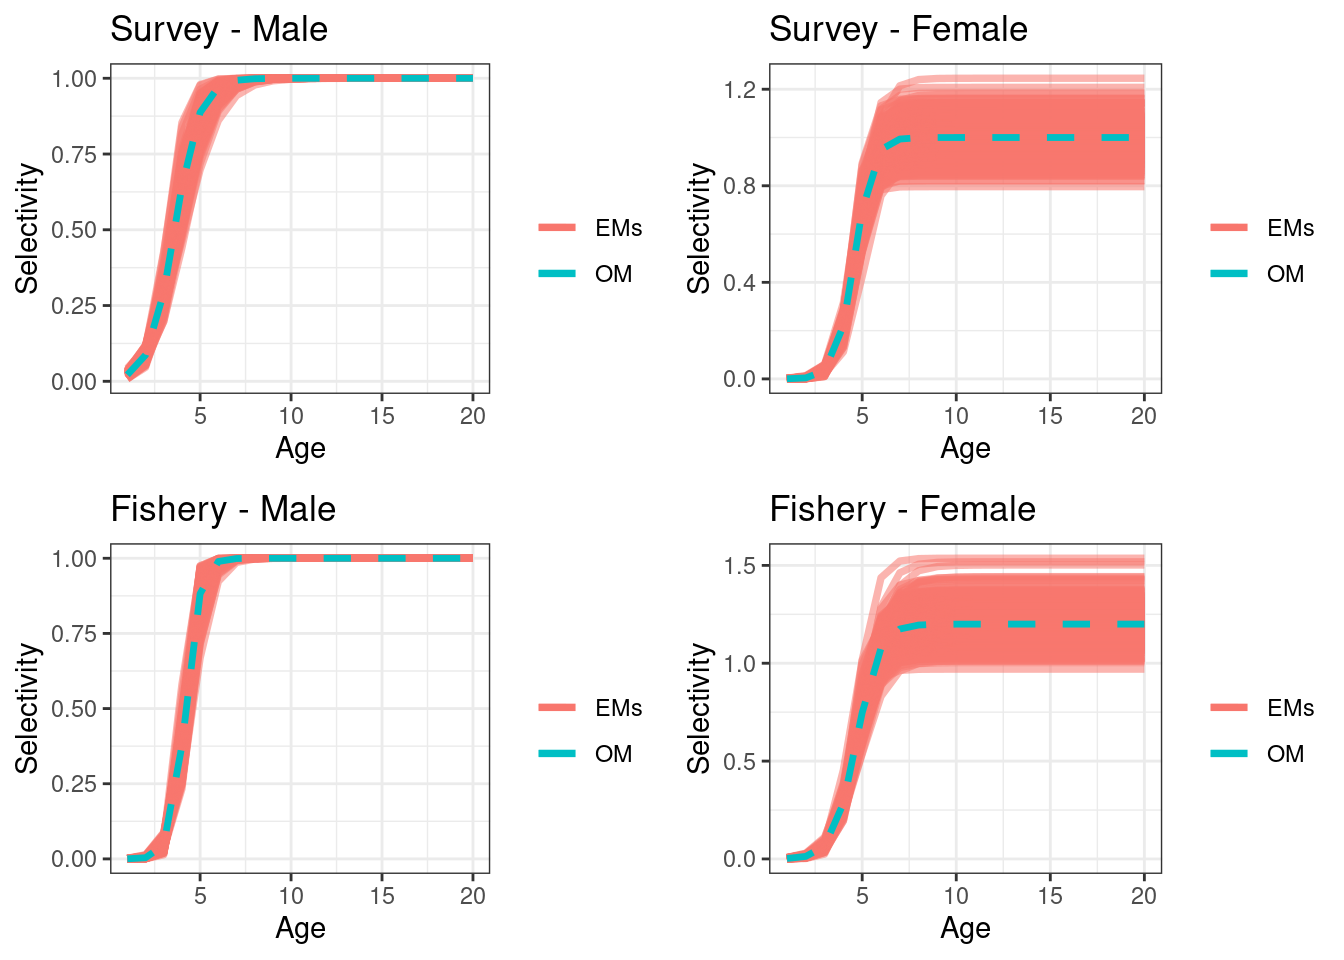 Survey - Male
1.00
0.75
0.50
0.25
0.00
Selectivity
5 10 15 20
Age
EMs
OM
Survey - Female
1.2
0.8
0.4
0.0
Selectivity
5 10 15 20
Age
EMs
OM
Fishery - Male
1.00
0.75
0.50
0.25
0.00
Selectivity
5 10 15 20
Age
EMs
OM
Fishery - Female
1.5
1.0
0.5
0.0
Selectivity
5 10 15 20
Age
EMs
OM